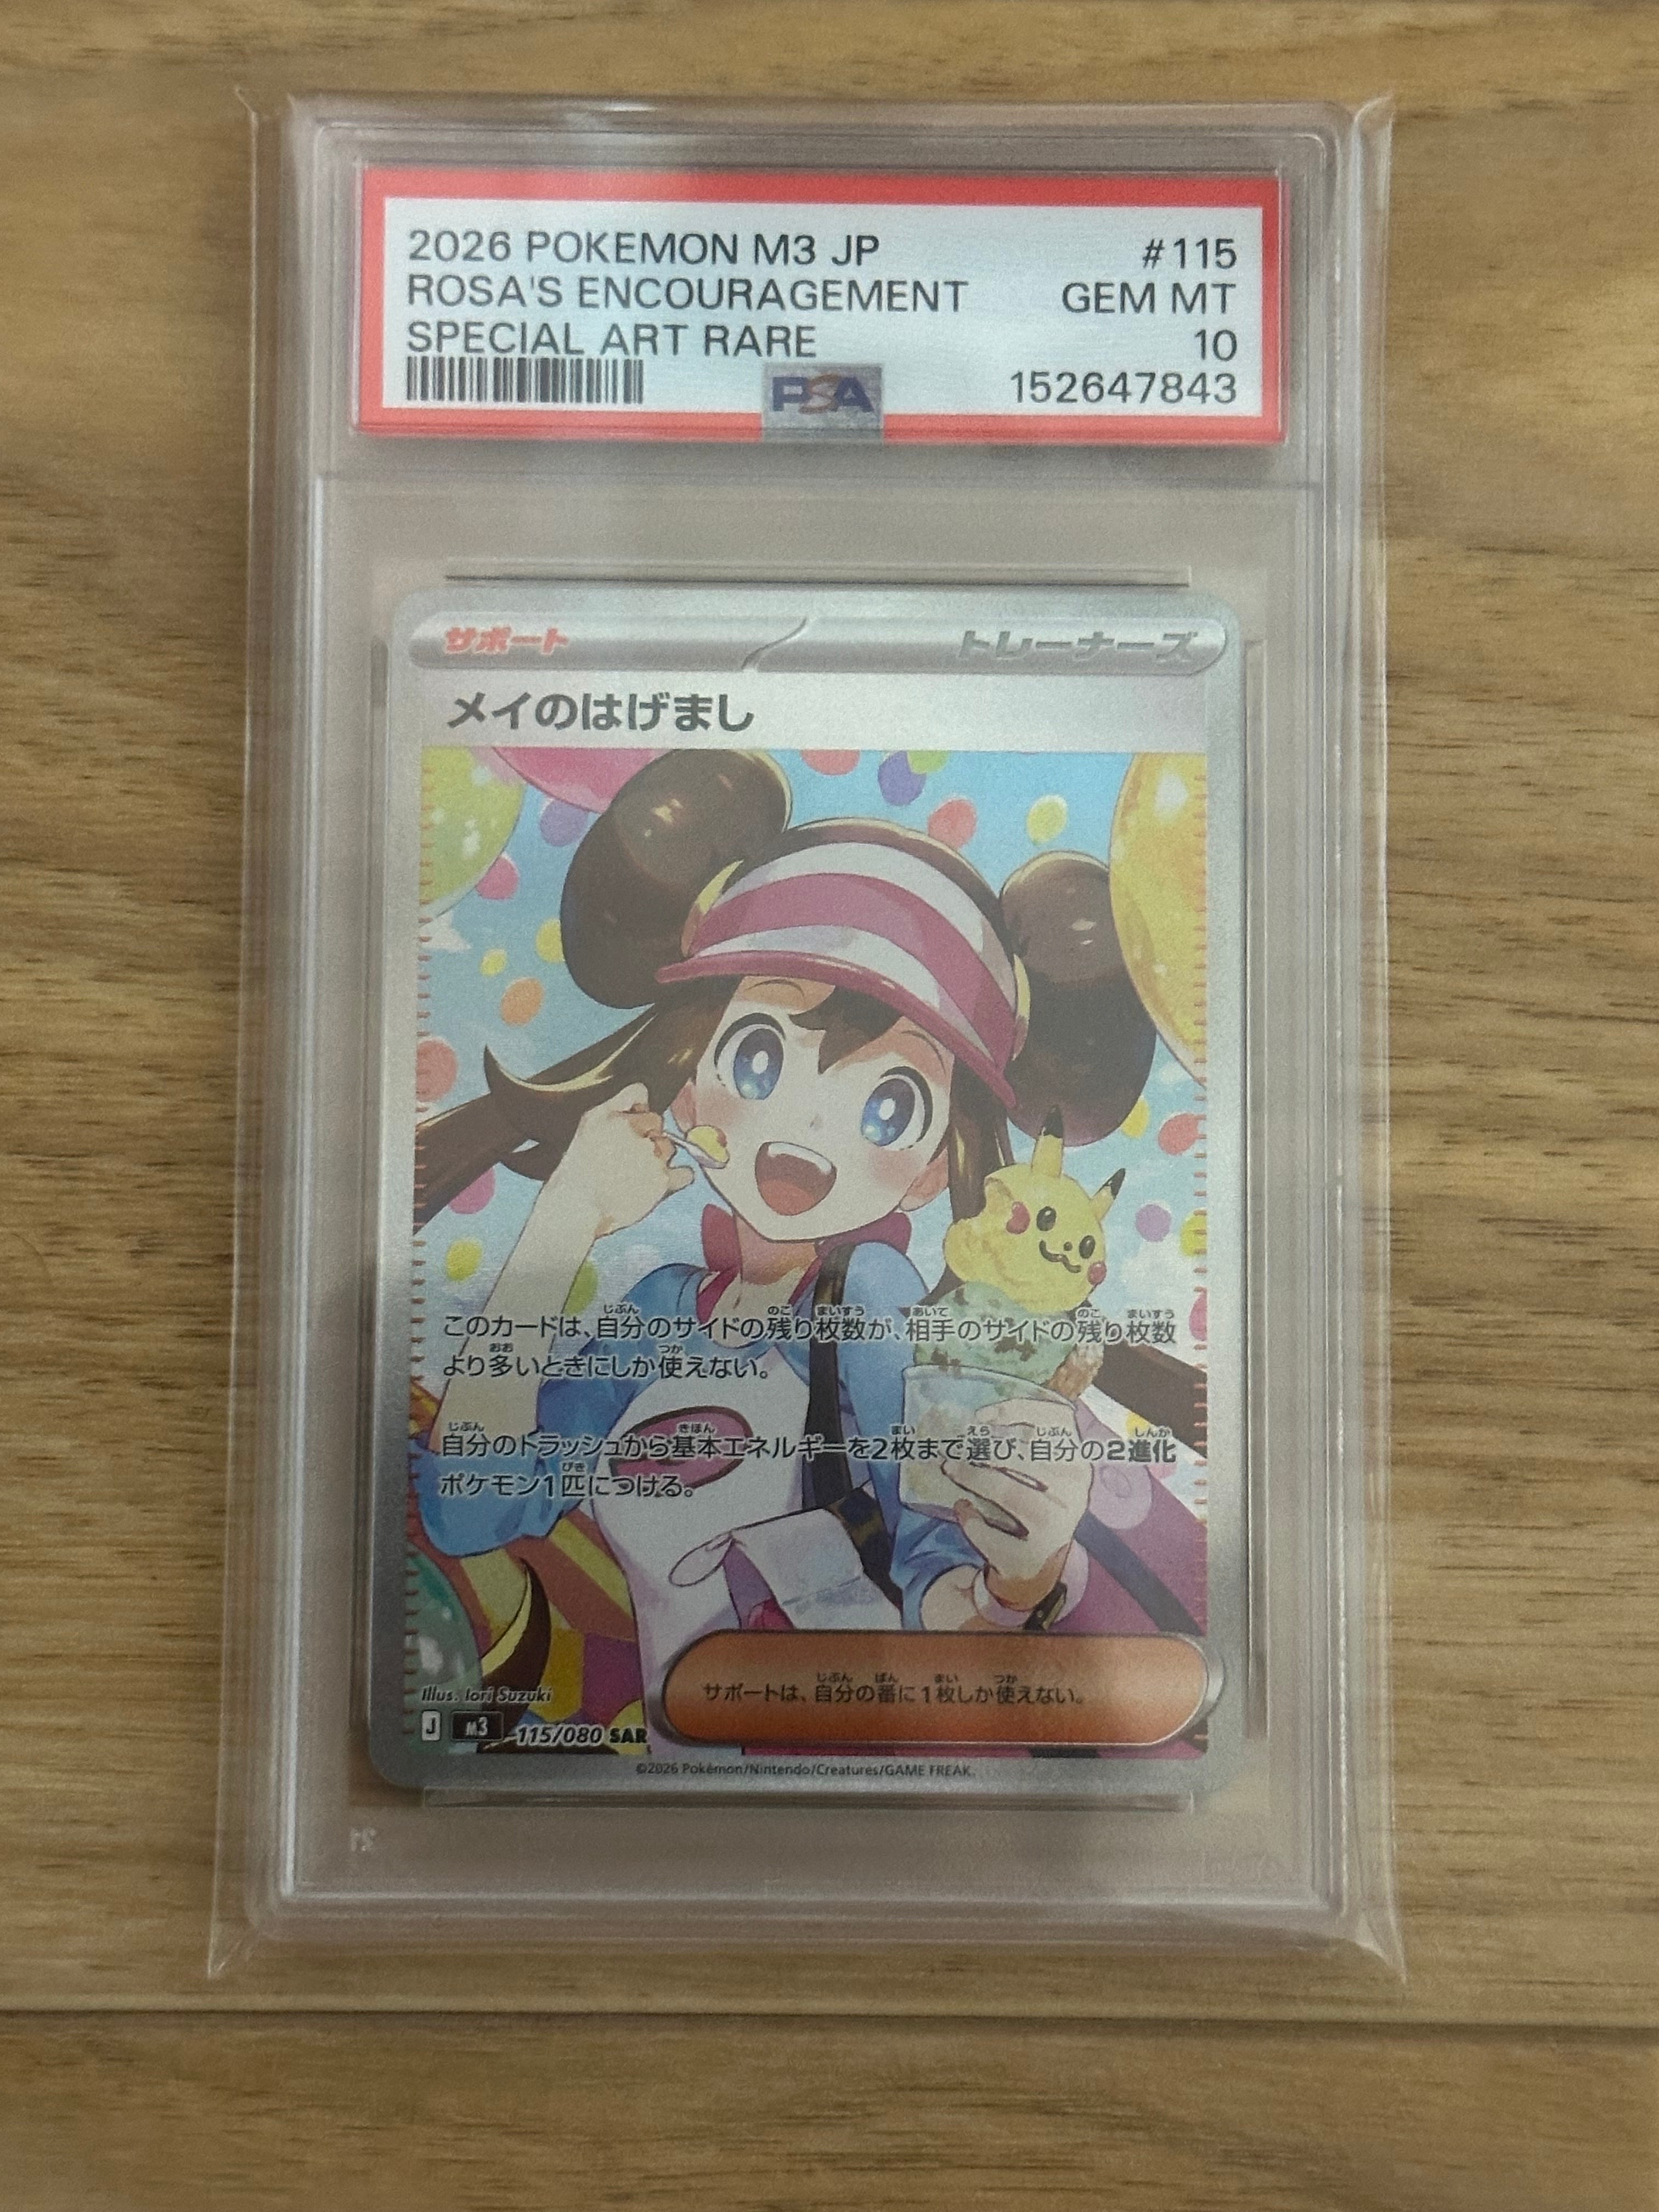 2026 POKEMON M3 JP #115
ROSA'S ENCOURAGEMENT GEM MT
SPECIAL ART RARE 10
PSA 152647843
サポート トレーナーズ
メイのはげまし
このカードは、自分のサイドの残り枚数が、相手のサイドの残り枚数
より多いときにしか使えない。
自分のトラッシュから基本エネルギーを2枚まで選び、自分の2進化
ポケモン1匹につける。
サポートは、自分の番に1枚しか使えない。
Illus. Iori Suzuki
J M3 115/080 SAR
©2026 Pokémon/Nintendo/Creatures/GAME FREAK.